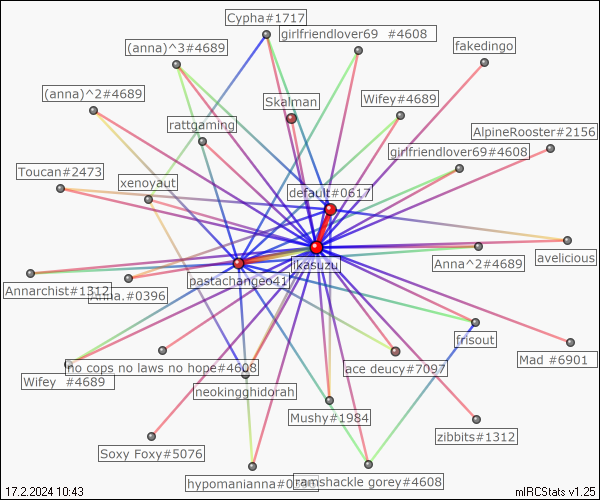 Cypha#1717
girlfriendlover69 #4608
(anna)^3#4689
fakedingo
(anna)^2#4689
Skalman
Wifey#4689
rattgaming
AlpineRooster#2156
girlfriendlover69#4608
Toucan#2473
xenoyaut
default#0617
Ikasuzu
Anna^2#4689
avelicious
pastachangeo41
Annarchist#1312
Anna.#0396
frisout
Mad #6901
no cops no laws no hope#4608
ace deucy#7097
Wifey #4689
neokingghidorah
Mushy#1984
zibbits#1312
Soxy Foxy#5076
hypomanianna#0
ramshackle gorey#4608
17.2.2024 10:43
mIRCStats v1.25